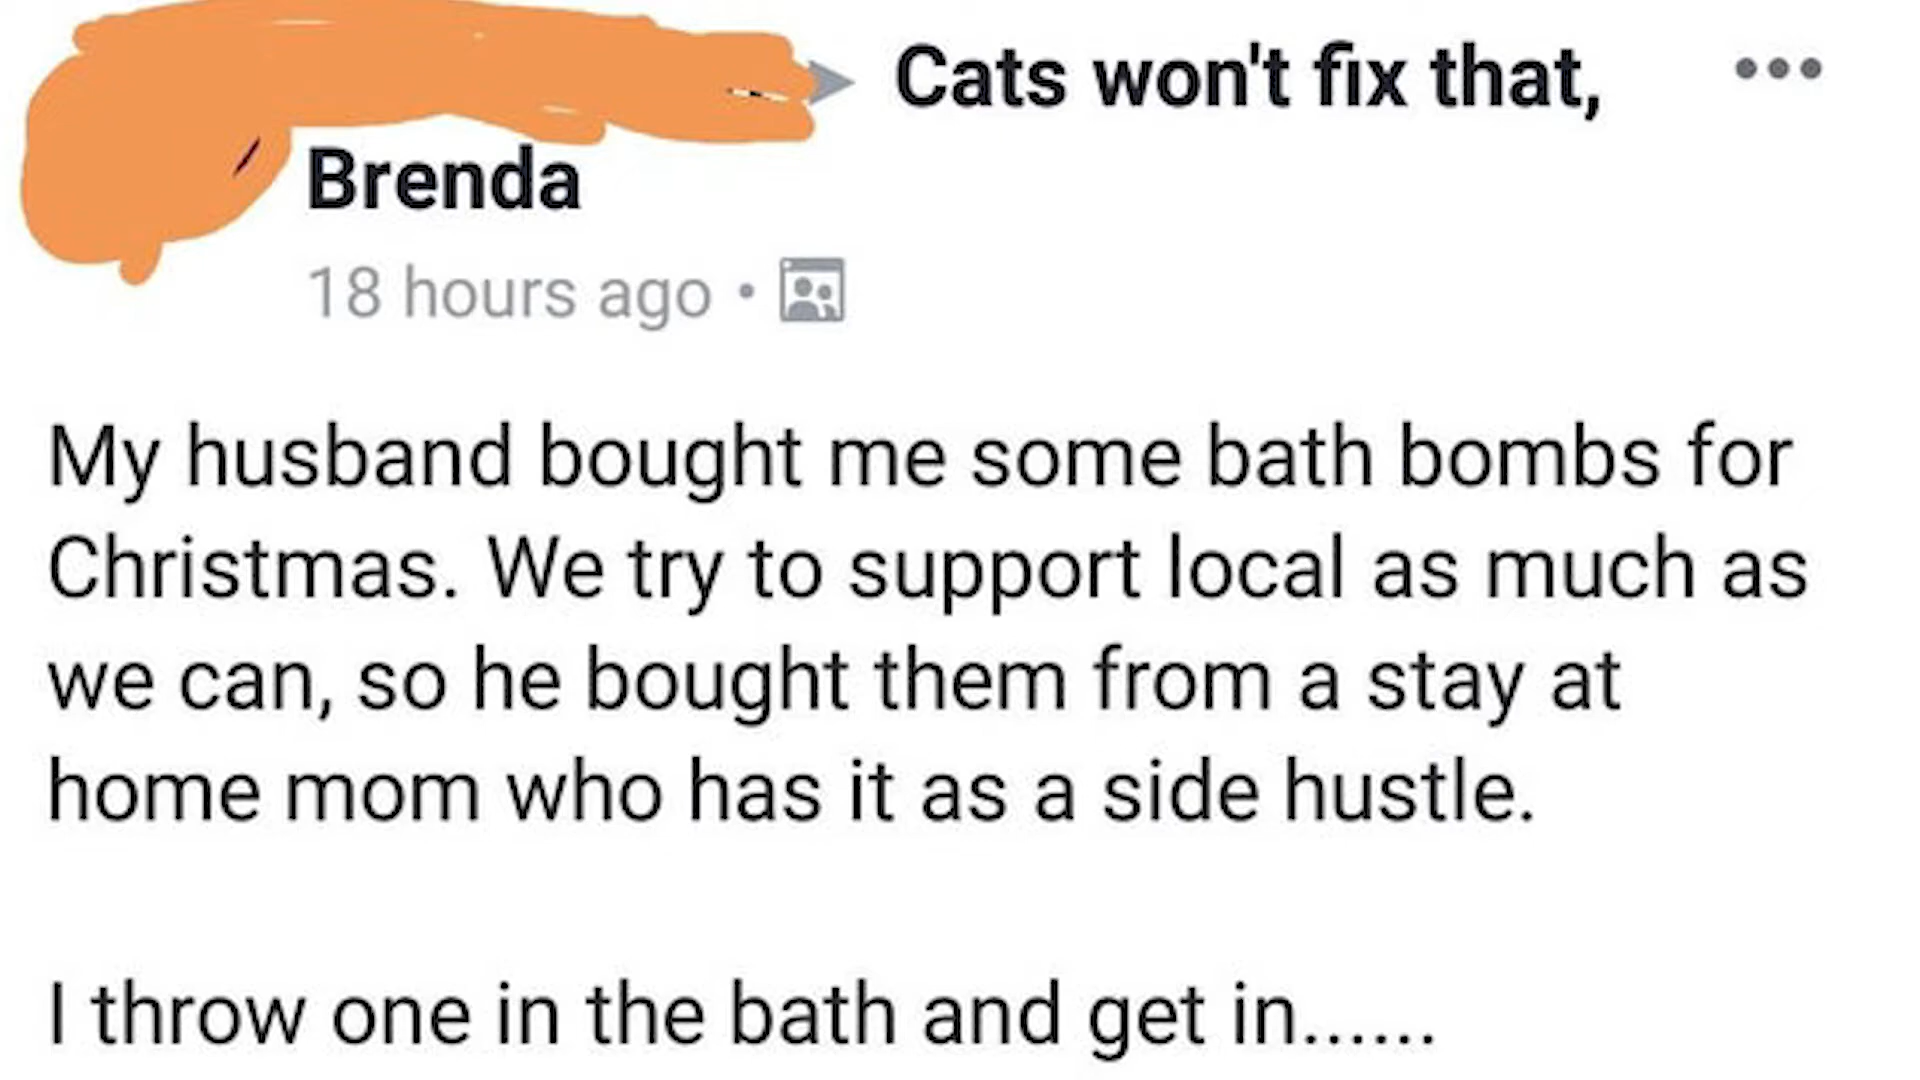 Cats won't fix that,
Brenda
18 hours ago •
My husband bought me some bath bombs for
Christmas. We try to support local as much as
we can, so he bought them from a stay at
home mom who has it as a side hustle.
I throw one in the bath and get in......